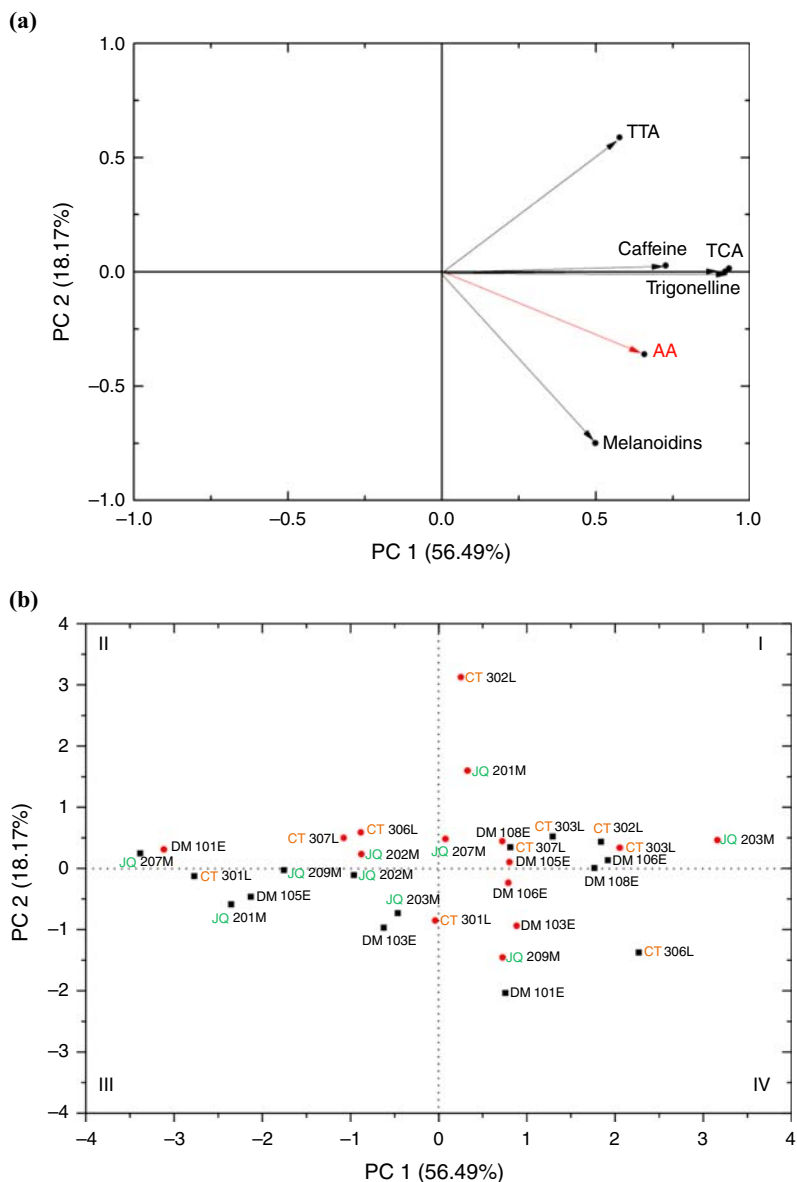 (a)
1.0
0.5
0.0
−0.5
−1.0
PC 2 (18.17%)
TTA
Caffeine
TCA
Trigonelline
AA
Melanoidins
−1.0
−0.5
0.0
0.5
1.0
PC 1 (56.49%)
(b)
4
3
2
1
0
−1
−2
−3
−4
PC 2 (18.17%)
II
I
CT 302L
JQ 201M
CT 307L
CT 306L
DM 108E
CT 303L
CT 302L
JQ 203M
DM 101E
JQ 207M
JQ 202M
JQ 207M
CT 307L
CT 303L
DM 105E
DM 106E
CT 301L
JQ 209M
JQ 202M
DM 108E
DM 105E
DM 106E
JQ 201M
JQ 203M
DM 103E
CT 301L
DM 103E
CT 306L
JQ 209M
DM 101E
III
IV
−4
−3
−2
−1
0
1
2
3
4
PC 1 (56.49%)